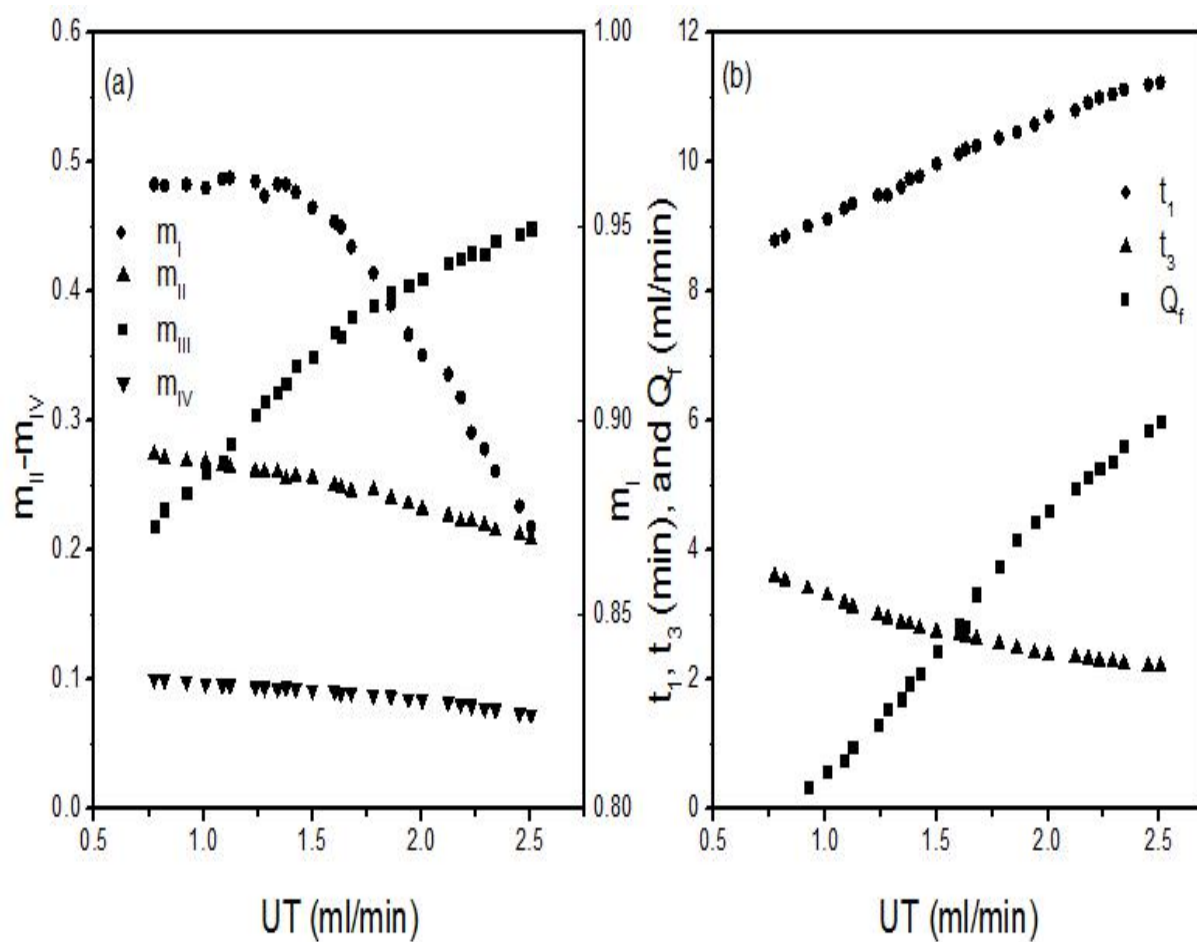 (a)
0.6
0.5
0.4
0.3
0.2
0.1
0.0
m_II-m_IV
m_I
m_II
m_III
m_IV
1.00
0.95
0.90
0.85
0.80
m_I
0.5 1.0 1.5 2.0 2.5
UT (ml/min)
(b)
12
10
8
6
4
2
0
t_1, t_3 (min), and Q_f (ml/min)
t_1
t_3
Q_f
0.5 1.0 1.5 2.0 2.5
UT (ml/min)